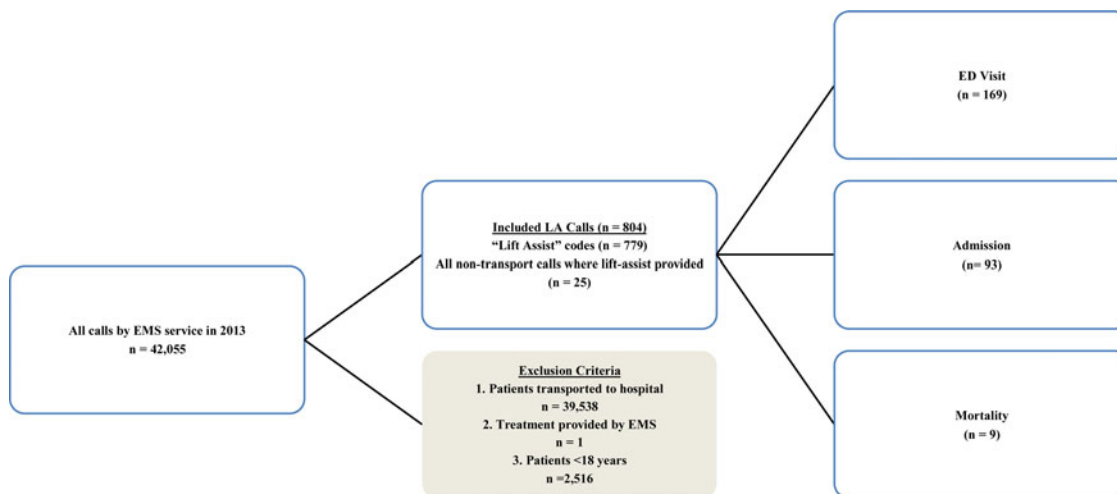 All calls by EMS service in 2013
n = 42,055
Included LA Calls (n = 804)
“Lift Assist” codes (n = 779)
All non-transport calls where lift-assist provided
(n = 25)
Exclusion Criteria
1. Patients transported to hospital
n = 39,538
2. Treatment provided by EMS
n = 1
3. Patients <18 years
n =2,516
ED Visit
(n = 169)
Admission
(n= 93)
Mortality
(n = 9)